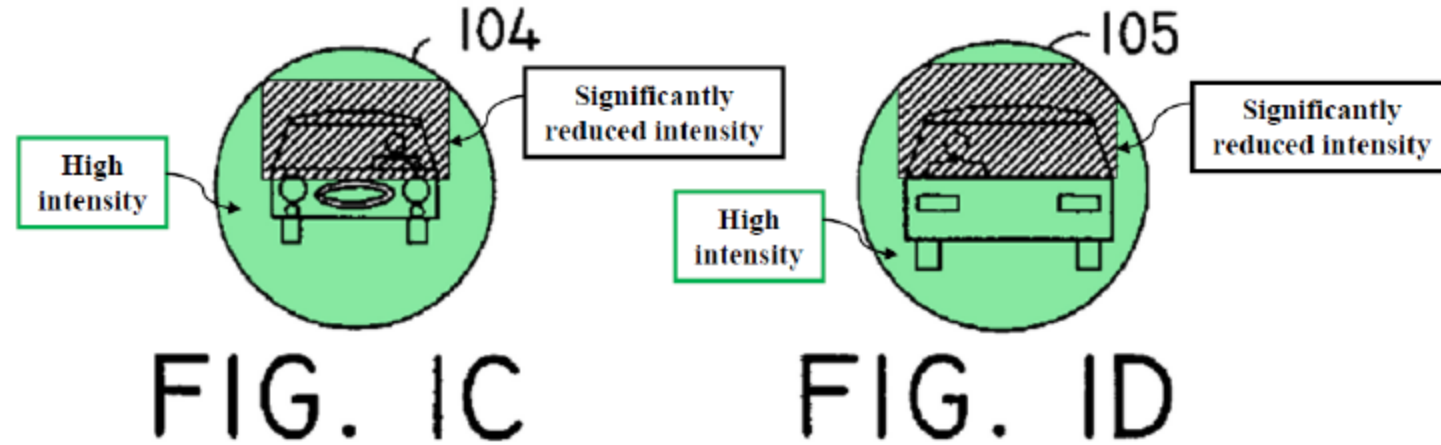 104
Significantly
reduced intensity
High
intensity
FIG. 1C
105
Significantly
reduced intensity
High
intensity
FIG. 1D